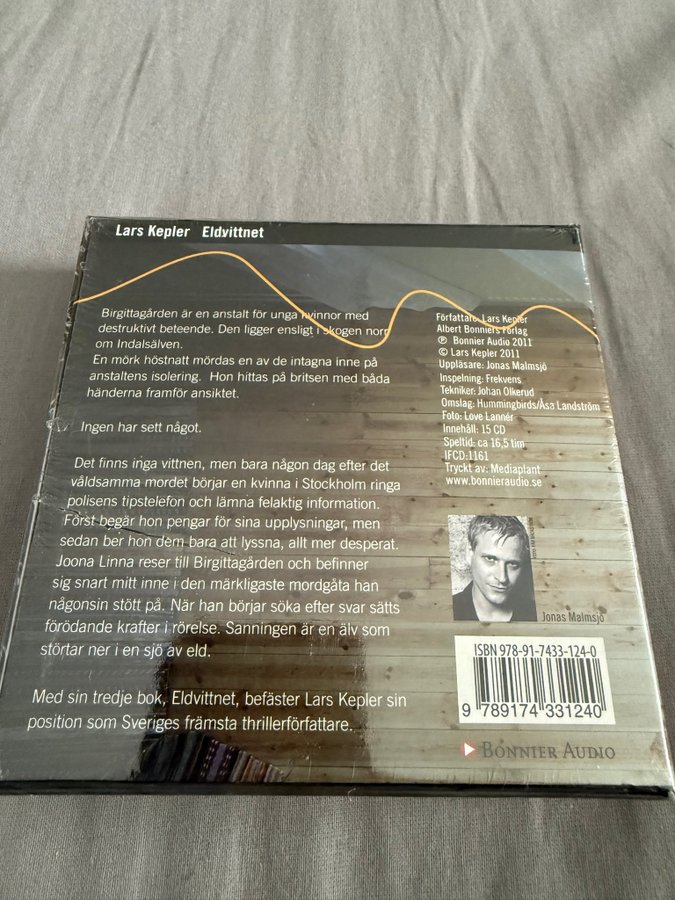 Lars Kepler Eldvittnet
Birgittagården är en anstalt för unga kvinnor med
destruktivt beteende. Den ligger ensligt i skogen norr
om Indalsälven.
En mörk höstnatt mördas en av de intagna inne på
anstaltens isolering. Hon hittas på britsen med båda
händerna framför ansiktet.
Ingen har sett något.
Det finns inga vittnen, men bara någon dag efter det
våldsamma mordet börjar en kvinna i Stockholm ringa
polisens tipstelefon och lämna felaktig information.
Först begär hon pengar för sina upplysningar, men
sedan ber hon dem bara att lyssna, allt mer desperat.
Joona Linna reser till Birgittagården och befinner
sig snart mitt inne i den märkligaste mordgåta han
någonsin stött på. När han börjar söka efter svar sätts
förödande krafter i rörelse. Sanningen är en älv som
störtar ner i en sjö av eld.
Med sin tredje bok, Eldvittnet, befäster Lars Kepler sin
position som Sveriges främsta thrillerförfattare.
Författare: Lars Kepler
Albert Bonniers Förlag
℗ Bonnier Audio 2011
© Lars Kepler 2011
Uppläsare: Jonas Malmsjö
Inspelning: Frekvens
Tekniker: Johan Olkerud
Omslag: Hummingbirds/Åsa Landström
Foto: Love Lannér
Innehåll: 15 CD
Speltid: ca 16,5 tim
IFCD:1161
Tryckt av: Mediaplant
www.bonnieraudio.se
Jonas Malmsjö
ISBN 978-91-7433-124-0
9 789174 331240
BONNIER AUDIO